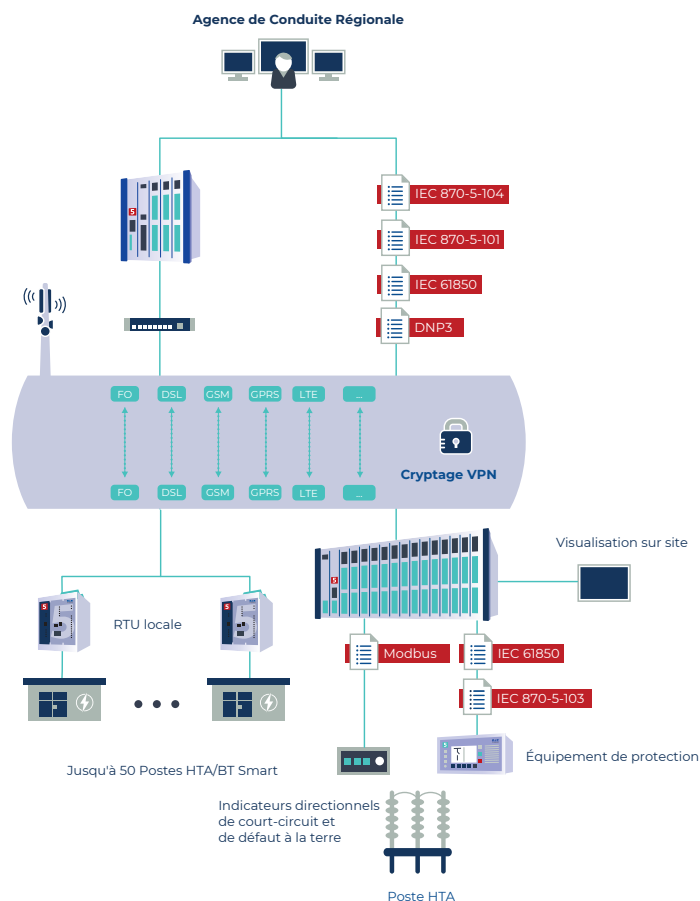 Agence de Conduite Régionale
IEC 870-5-104
IEC 870-5-101
IEC 61850
DNP3
FO DSL GSM GPRS LTE ...
Cryptage VPN
FO DSL GSM GPRS LTE ...
Visualisation sur site
RTU locale
Modbus
IEC 61850
IEC 870-5-103
Équipement de protection
Jusqu'à 50 Postes HTA/BT Smart
Indicateurs directionnels
de court-circuit et
de défaut à la terre
Poste HTA